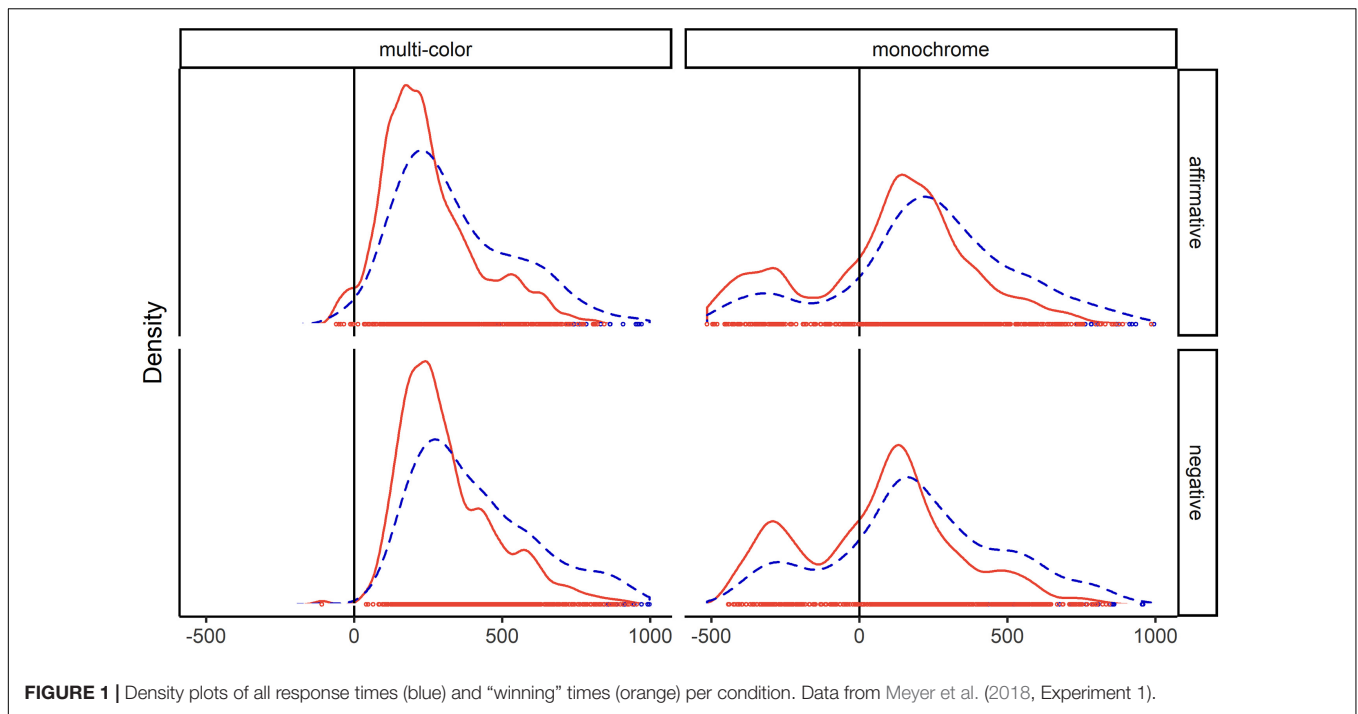 multi-color
monochrome
affirmative
Density
negative
-500 0 500 1000
-500 0 500 1000
FIGURE 1 | Density plots of all response times (blue) and “winning” times (orange) per condition. Data from Meyer et al. (2018, Experiment 1).